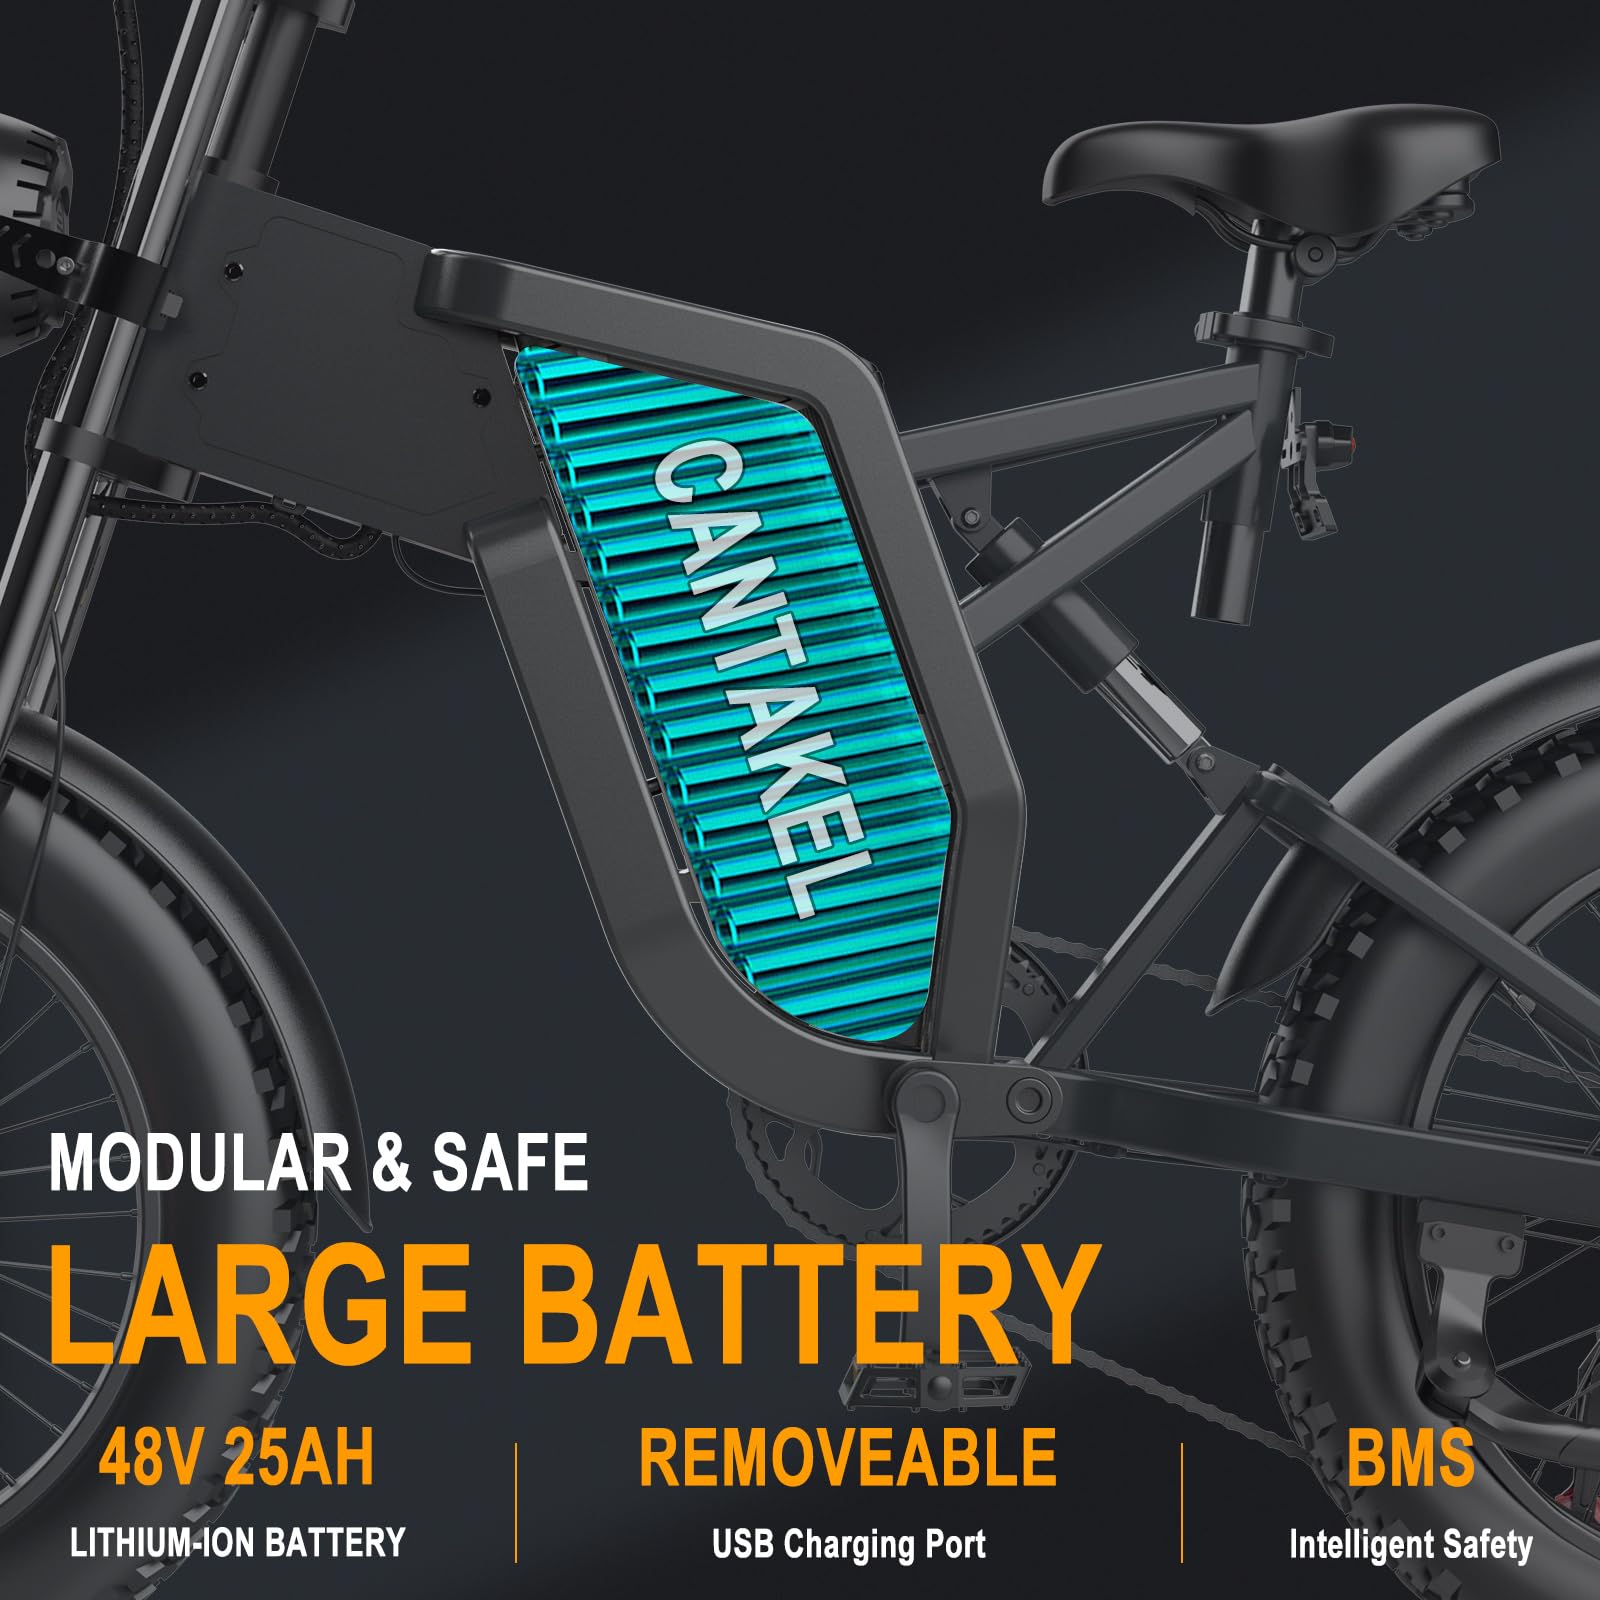 CANTAKEL
MODULAR & SAFE
LARGE BATTERY
48V 25AH
LITHIUM-ION BATTERY
REMOVEABLE
USB Charging Port
BMS
Intelligent Safety